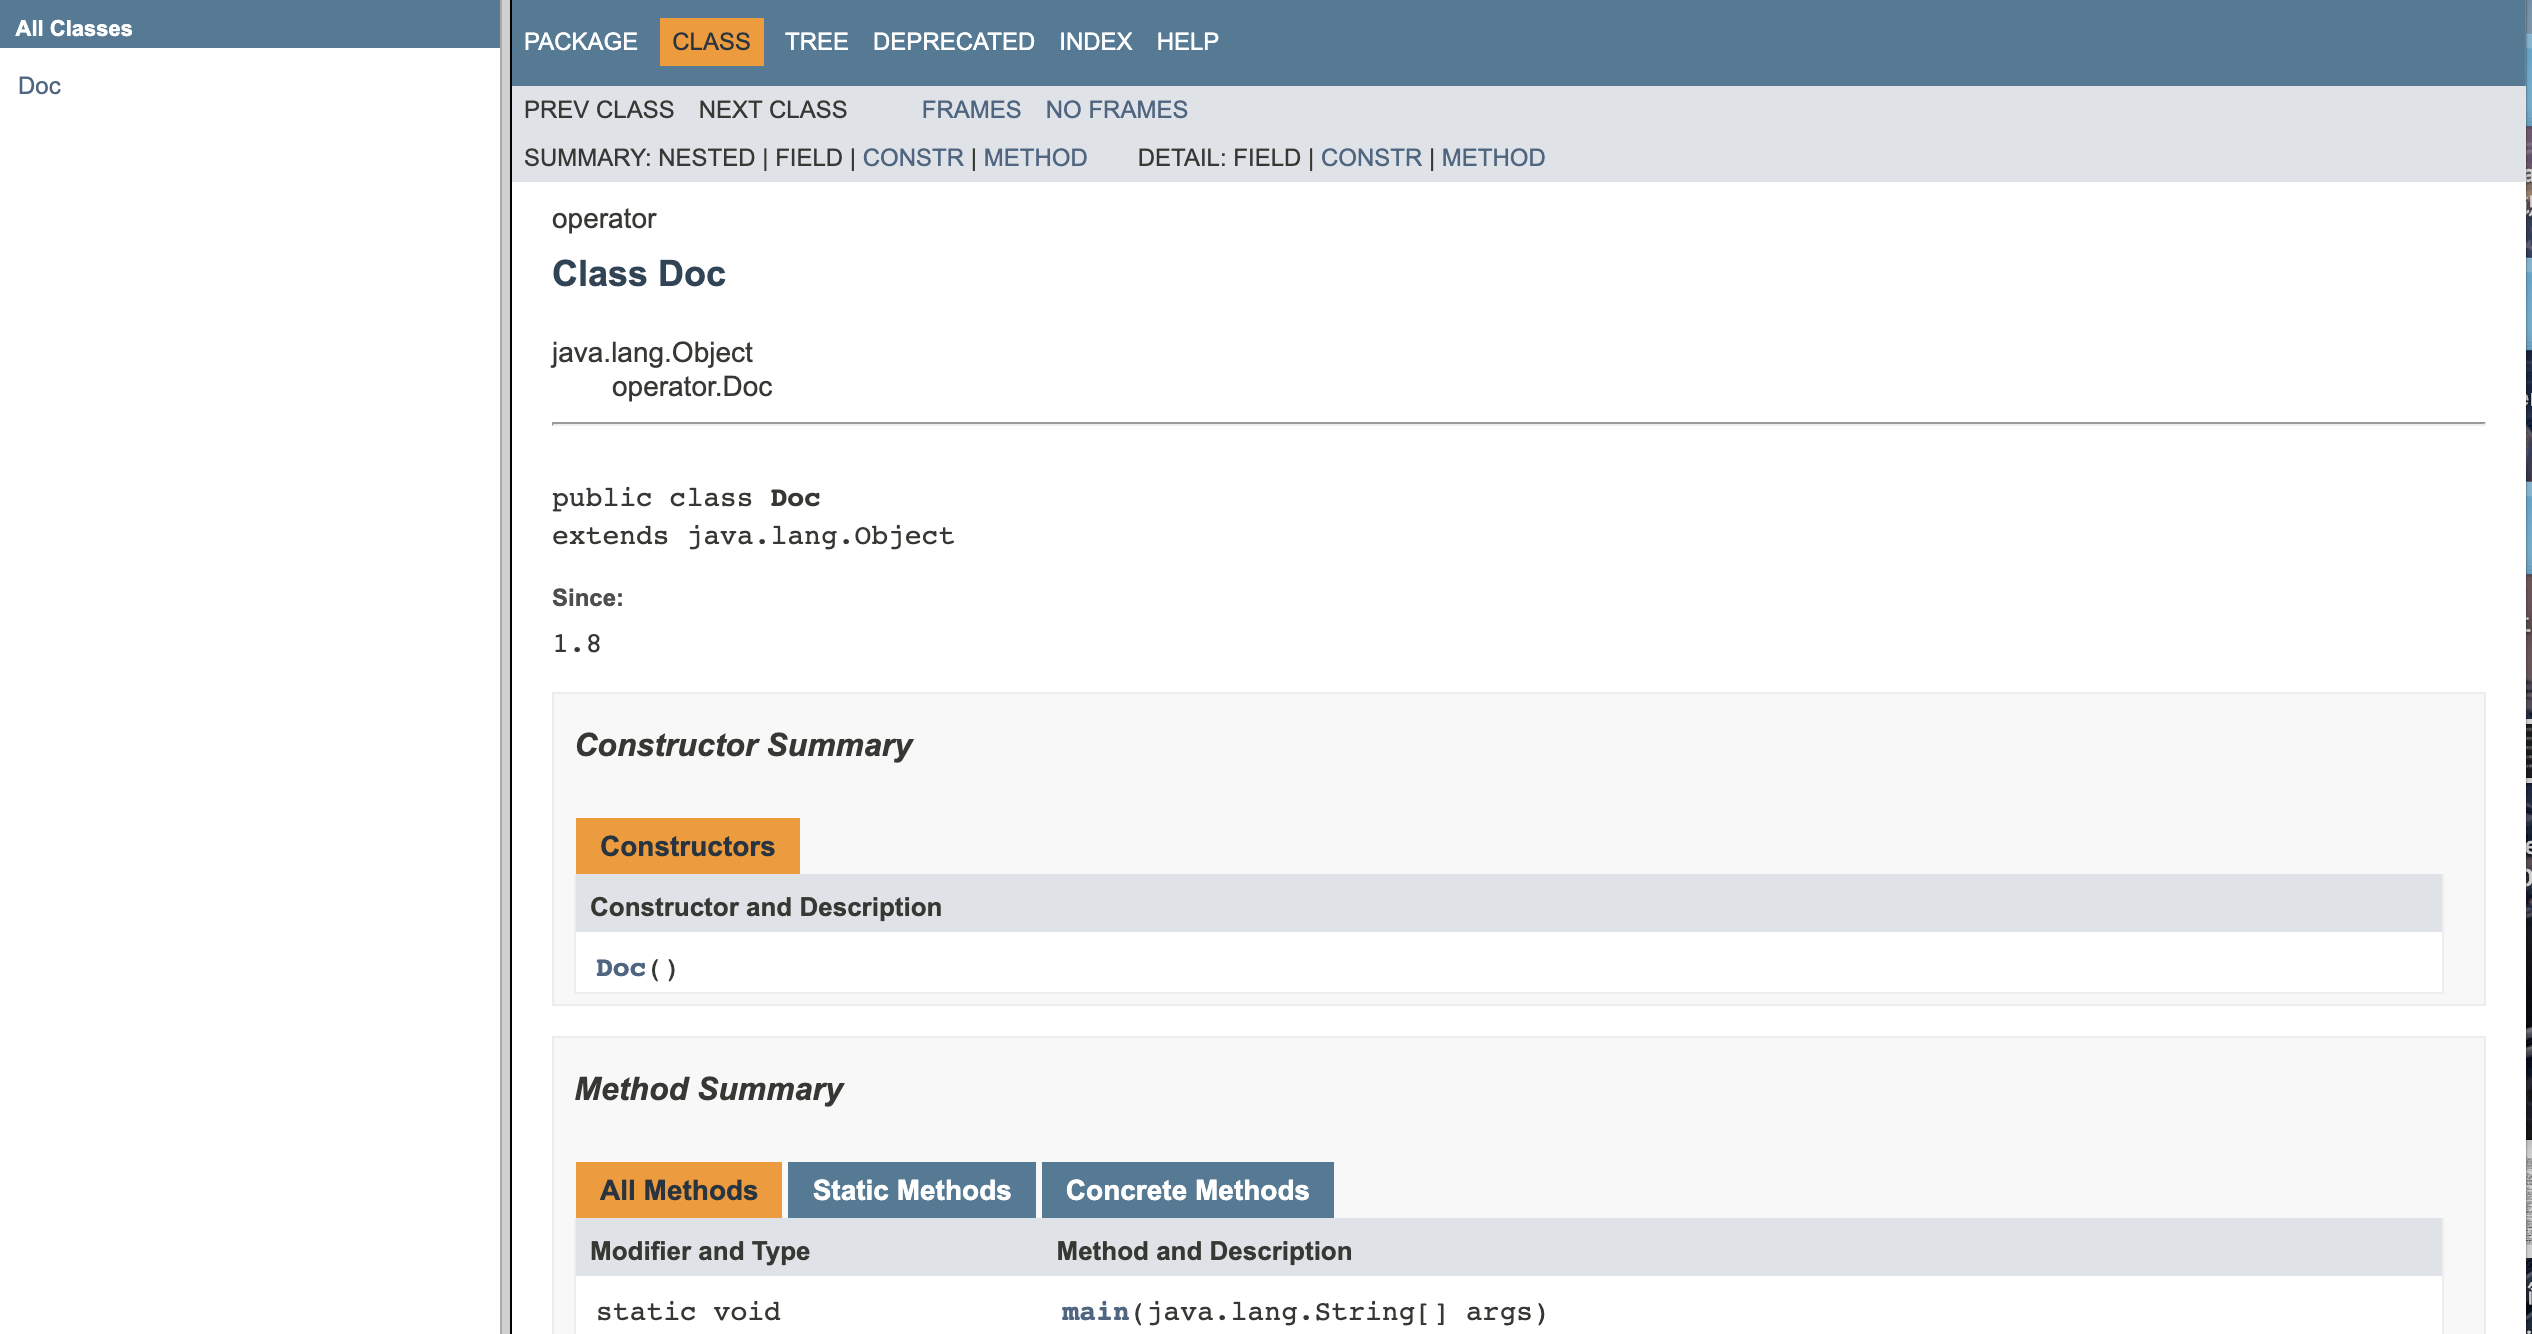 All Classes
Doc
PACKAGE CLASS TREE DEPRECATED INDEX HELP
PREV CLASS NEXT CLASS FRAMES NO FRAMES
SUMMARY: NESTED | FIELD | CONSTR | METHOD DETAIL: FIELD | CONSTR | METHOD
operator
Class Doc
java.lang.Object
operator.Doc
public class Doc
extends java.lang.Object
Since:
1.8
Constructor Summary
Constructors
Constructor and Description
Doc()
Method Summary
All Methods Static Methods Concrete Methods
Modifier and Type Method and Description
static void main(java.lang.String[] args)